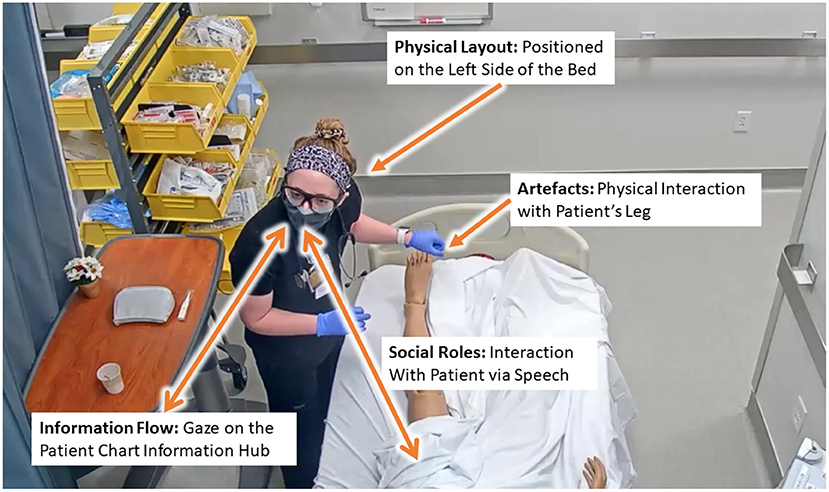 Physical Layout: Positioned
on the Left Side of the Bed
Artefacts: Physical Interaction
with Patient's Leg
Social Roles: Interaction
With Patient via Speech
Information Flow: Gaze on the
Patient Chart Information Hub